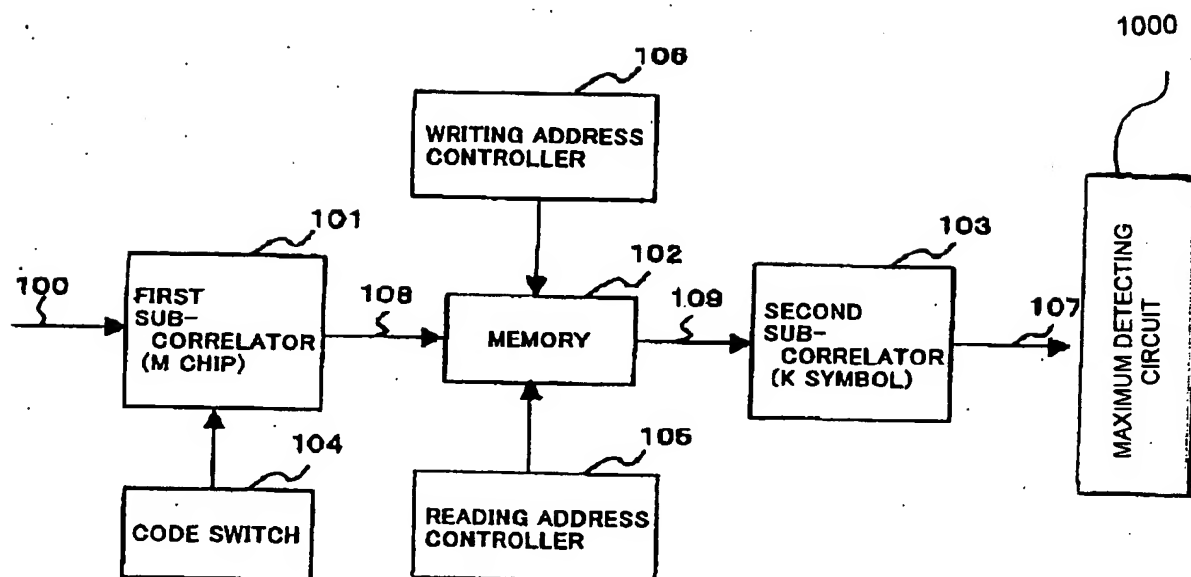 1000
106
WRITING ADDRESS
CONTROLLER
101
102
103
100
FIRST
SUB-
CORRELATOR
(M CHIP)
108
MEMORY
109
SECOND
SUB-
CORRELATOR
(K SYMBOL)
107
MAXIMUM DETECTING
CIRCUIT
104
CODE SWITCH
105
READING ADDRESS
CONTROLLER